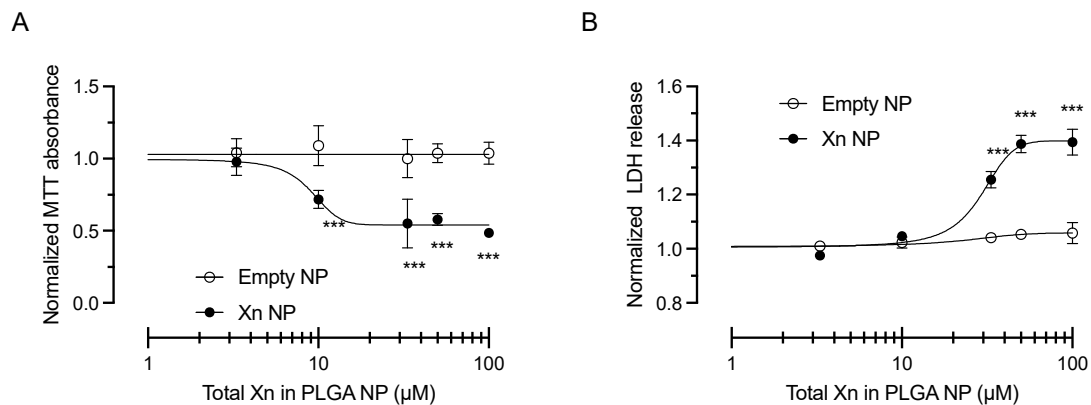 A
Normalized MTT absorbance
1.5
1.0
0.5
0.0
***
***
***
***
Empty NP
Xn NP
1
10
100
Total Xn in PLGA NP (µM)
B
Normalized LDH release
1.6
1.4
1.2
1.0
0.8
Empty NP
Xn NP
***
***
***
1
10
100
Total Xn in PLGA NP (µM)